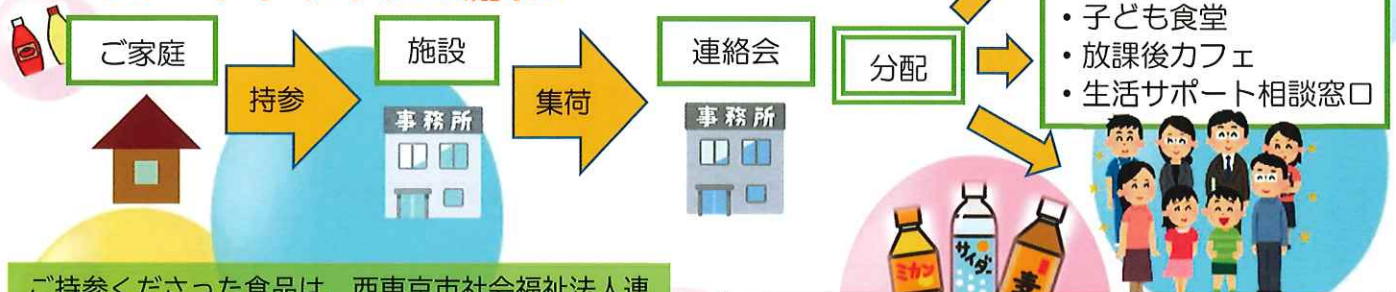 ご家庭
持参
施設
事務所
集荷
連絡会
事務所
分配
・子ども食堂
・放課後カフェ
・生活サポート相談窓口
ミカン
サイダー
ご持参くださった食品は、西東京市社会福祉法人連